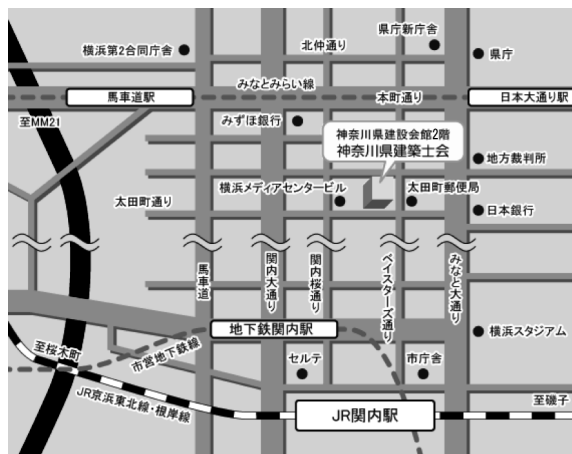 県庁新庁舎
北仲通り
横浜第2合同庁舎
県庁
みなとみらい線
馬車道駅
本町通り
日本大通り駅
至MM21
みずほ銀行
神奈川県建設会館2階
神奈川県建築士会
地方裁判所
横浜メディアセンタービル
太田町郵便局
太田町通り
日本銀行
馬車道
関内大通り
関内桜通り
ベイスターズ通り
みなと大通り
地下鉄関内駅
横浜スタジアム
至桜木町
市営地下鉄線
セルテ
市庁舎
JR京浜東北線・根岸線
JR関内駅
至磯子